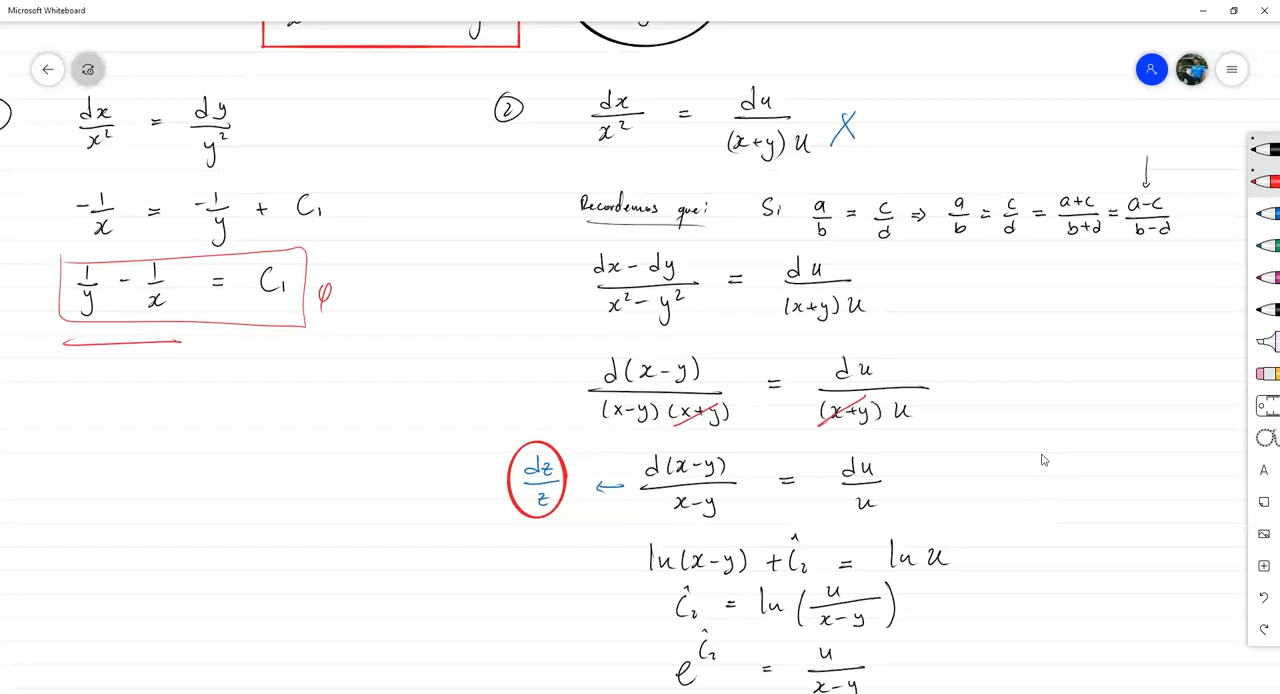 Microsoft Whiteboard
dx/x² = dy/y²
-1/x = -1/y + C₁
1/y - 1/x = C₁ φ
② dx/x² = du/((x+y) u) X
Recordemos que: Si a/b = c/d ⇒ a/b = c/d = (a+c)/(b+d) = (a-c)/(b-d)
(dx - dy)/(x² - y²) = du/((x+y) u)
d(x-y)/((x-y)(x+y)) = du/((x+y) u)
dz/z ← d(x-y)/(x-y) = du/u
ln(x-y) + Ĉ₂ = ln u
Ĉ₂ = ln(u/(x-y))
e^Ĉ₂ = u/(x-y)